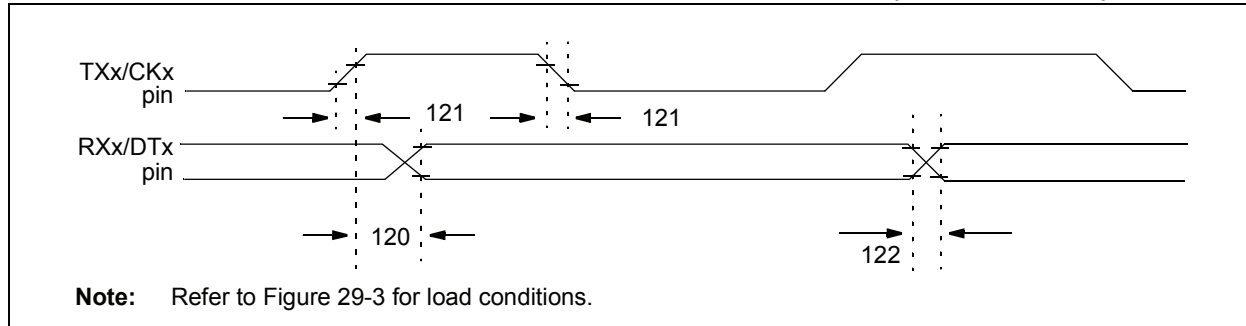 TXx/CKx
pin
121
121
RXx/DTx
pin
120
122
Note: Refer to Figure 29-3 for load conditions.